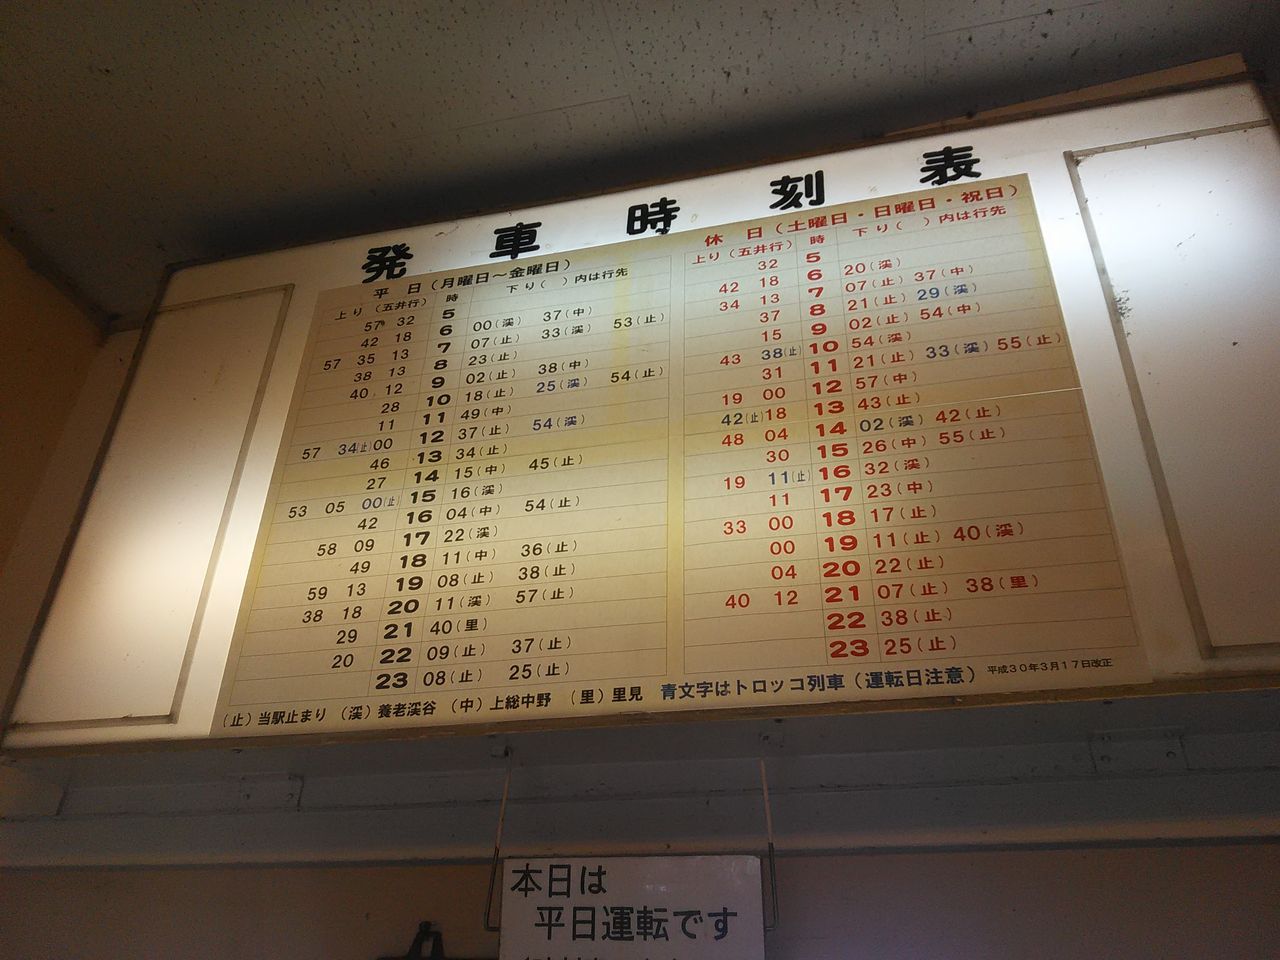 発車時刻表
平日(月曜日～金曜日)
上り(五井行) 時 下り( )内は行先
57 32 5
42 18 6 00(渓) 37(中)
57 35 13 7 07(止) 33(渓) 53(止)
38 13 8 23(止)
40 12 9 02(止) 38(中)
28 10 18(止) 25(渓) 54(止)
11 11 49(中)
57 34(止)00 12 37(止) 54(渓)
46 13 34(止)
27 14 15(中) 45(止)
53 05 00(止) 15 16(渓)
42 16 04(中) 54(止)
58 09 17 22(渓)
49 18 11(中) 36(止)
59 13 19 08(止) 38(止)
38 18 20 11(渓) 57(止)
29 21 40(里)
20 22 09(止) 37(止)
23 08(止) 25(止)
休日(土曜日・日曜日・祝日)
上り(五井行) 時 下り( )内は行先
32 5
42 18 6 20(渓)
34 13 7 07(止) 37(中)
37 8 21(止) 29(渓)
15 9 02(止) 54(中)
43 38(止) 10 54(渓)
31 11 21(止) 33(渓) 55(止)
19 00 12 57(中)
42(止)18 13 43(止)
48 04 14 02(渓) 42(止)
30 15 26(中) 55(止)
19 11(止) 16 32(渓)
11 17 23(中)
33 00 18 17(止)
00 19 11(止) 40(渓)
04 20 22(止)
40 12 21 07(止) 38(里)
22 38(止)
23 25(止)
(止)当駅止まり (渓)養老渓谷 (中)上総中野 (里)里見 青文字はトロッコ列車(運転日注意) 平成30年3月17日改正
本日は
平日運転です